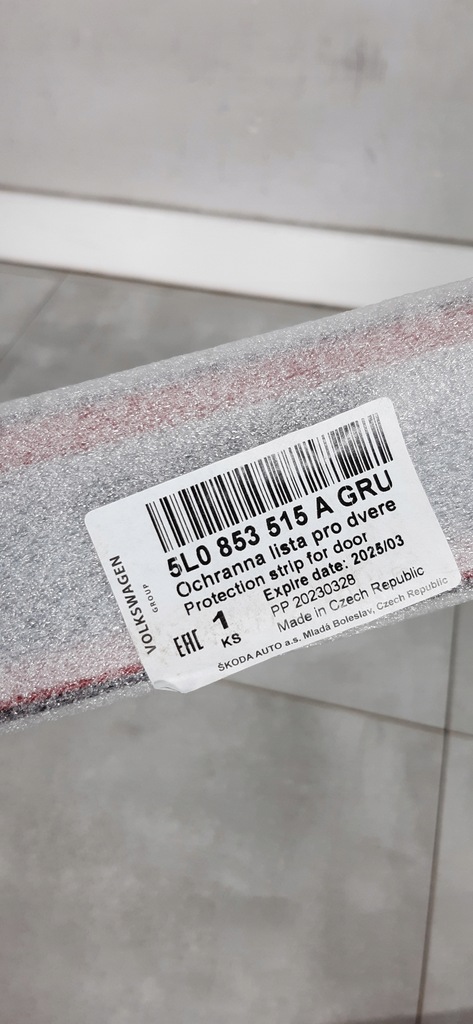 5L0 853 515 A GRU
Ochranna lista pro dvere
Protection strip for door
Expire date: 2025/03
PP 20230328
Made in Czech Republic
ŠKODA AUTO a.s. Mladá Boleslav, Czech Republic
VOLKSWAGEN
GROUP
EAC
1
KS